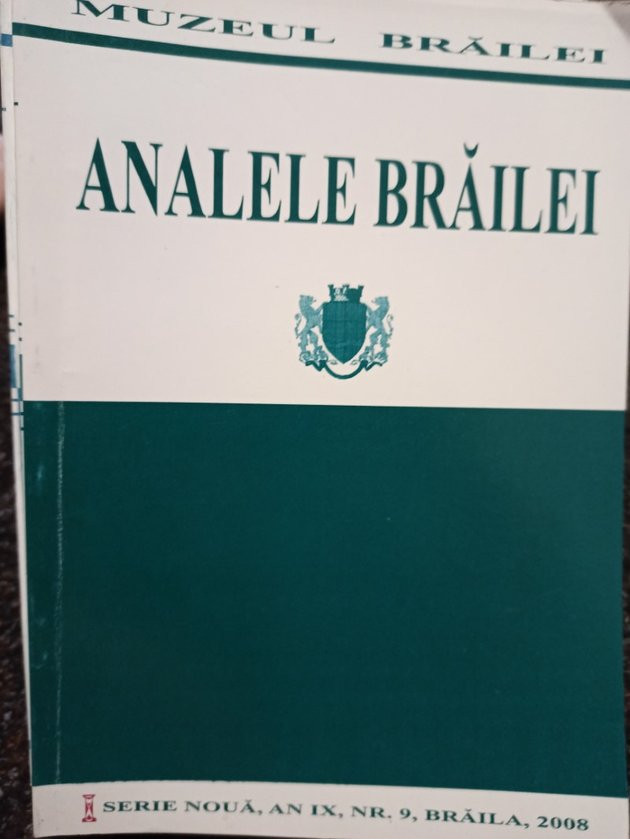 MUZEUL BRĂILEI
ANALELE BRĂILEI
SERIE NOUĂ, AN IX, NR. 9, BRĂILA, 2008